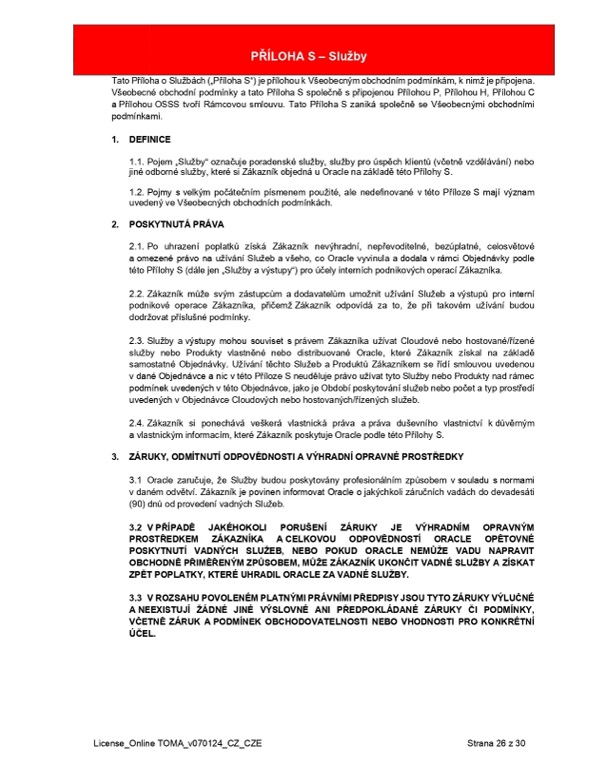 PŘÍLOHA S – Služby
Tato Příloha o Službách („Příloha S“) je přílohou k Všeobecným obchodním podmínkám, k nimž je připojena.
Všeobecné obchodní podmínky a tato Příloha S společně s připojenou Přílohou P, Přílohou H, Přílohou C
a Přílohou OSSS tvoří Rámcovou smlouvu. Tato Příloha S zaniká společně se Všeobecnými obchodními
podmínkami.
1. DEFINICE
1.1. Pojem „Služby“ označuje poradenské služby, služby pro úspěch klientů (včetně vzdělávání) nebo
jiné odborné služby, které si Zákazník objedná u Oracle na základě této Přílohy S.
1.2. Pojmy s velkým počátečním písmenem použité, ale nedefinované v této Příloze S mají význam
uvedený ve Všeobecných obchodních podmínkách.
2. POSKYTNUTÁ PRÁVA
2.1. Po uhrazení poplatků získá Zákazník nevýhradní, nepřevoditelné, bezúplatné, celosvětové
a omezené právo na užívání Služeb a všeho, co Oracle vyvinula a dodala v rámci Objednávky podle
této Přílohy S (dále jen „Služby a výstupy“) pro účely interních podnikových operací Zákazníka.
2.2. Zákazník může svým zástupcům a dodavatelům umožnit užívání Služeb a výstupů pro interní
podnikové operace Zákazníka, přičemž Zákazník odpovídá za to, že při takovém užívání budou
dodržovat příslušné podmínky.
2.3. Služby a výstupy mohou souviset s právem Zákazníka užívat Cloudové nebo hostované/řízené
služby nebo Produkty vlastněné nebo distribuované Oracle, které Zákazník získal na základě
samostatné Objednávky. Užívání těchto Služeb a Produktů Zákazníkem se řídí smlouvou uvedenou
v dané Objednávce a nic v této Příloze S neuděluje právo užívat tyto Služby nebo Produkty nad rámec
podmínek uvedených v této Objednávce, jako je Období poskytování služeb nebo počet a typ prostředí
uvedených v Objednávce Cloudových nebo hostovaných/řízených služeb.
2.4. Zákazník si ponechává veškerá vlastnická práva a práva duševního vlastnictví k důvěrným
a vlastnickým informacím, které Zákazník poskytuje Oracle podle této Přílohy S.
3. ZÁRUKY, ODMÍTNUTÍ ODPOVĚDNOSTI A VÝHRADNÍ OPRAVNÉ PROSTŘEDKY
3.1 Oracle zaručuje, že Služby budou poskytovány profesionálním způsobem v souladu s normami
v daném odvětví. Zákazník je povinen informovat Oracle o jakýchkoli záručních vadách do devadesáti
(90) dnů od provedení vadných Služeb.
3.2 V PŘÍPADĚ JAKÉHOKOLI PORUŠENÍ ZÁRUKY JE VÝHRADNÍM OPRAVNÝM
PROSTŘEDKEM ZÁKAZNÍKA A CELKOVOU ODPOVĚDNOSTÍ ORACLE OPĚTOVNÉ
POSKYTNUTÍ VADNÝCH SLUŽEB, NEBO POKUD ORACLE NEMŮŽE VADU NAPRAVIT
OBCHODNĚ PŘIMĚŘENÝM ZPŮSOBEM, MŮŽE ZÁKAZNÍK UKONČIT VADNÉ SLUŽBY A ZÍSKAT
ZPĚT POPLATKY, KTERÉ UHRADIL ORACLE ZA VADNÉ SLUŽBY.
3.3 V ROZSAHU POVOLENÉM PLATNÝMI PRÁVNÍMI PŘEDPISY JSOU TYTO ZÁRUKY VÝLUČNÉ
A NEEXISTUJÍ ŽÁDNÉ JINÉ VÝSLOVNÉ ANI PŘEDPOKLÁDANÉ ZÁRUKY ČI PODMÍNKY,
VČETNĚ ZÁRUK A PODMÍNEK OBCHODOVATELNOSTI NEBO VHODNOSTI PRO KONKRÉTNÍ
ÚČEL.
License_Online TOMA_v070124_CZ_CZE
Strana 26 z 30